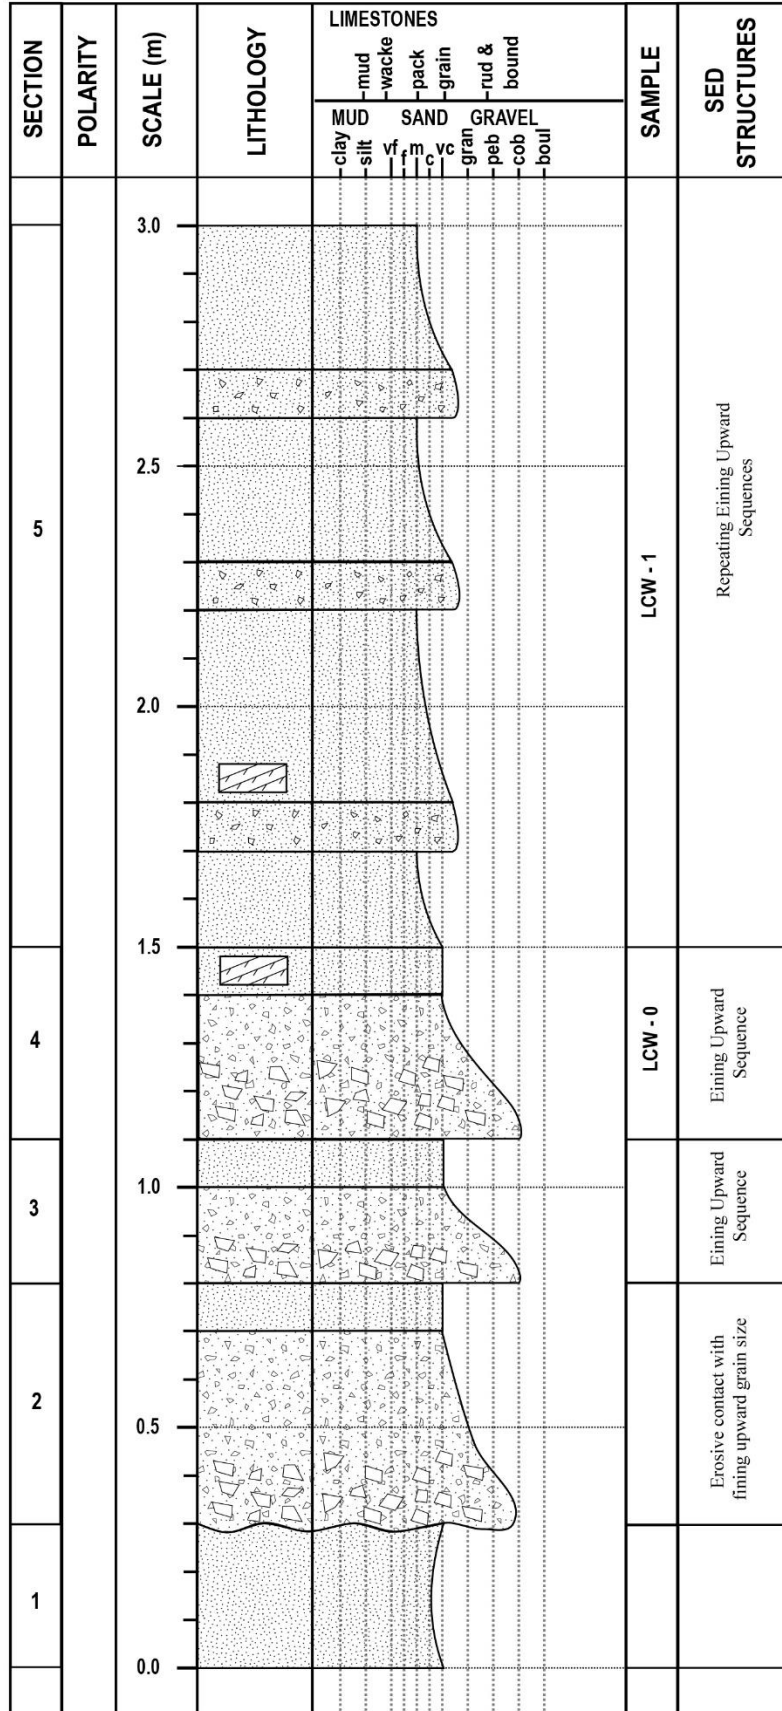 SECTION
POLARITY
SCALE (m)
LITHOLOGY
LIMESTONES
mud
wacke
pack
grain
rud &
bound
MUD SAND GRAVEL
clay
silt
vf
f
m
c
vc
gran
peb
cob
boul
SAMPLE
SED
STRUCTURES
3.0
2.5
5
LCW - 1
Repeating Eining Upward
Sequences
2.0
1.5
4
LCW - 0
Eining Upward
Sequence
1.0
3
Eining Upward
Sequence
2
0.5
Erosive contact with
fining upward grain size
1
0.0